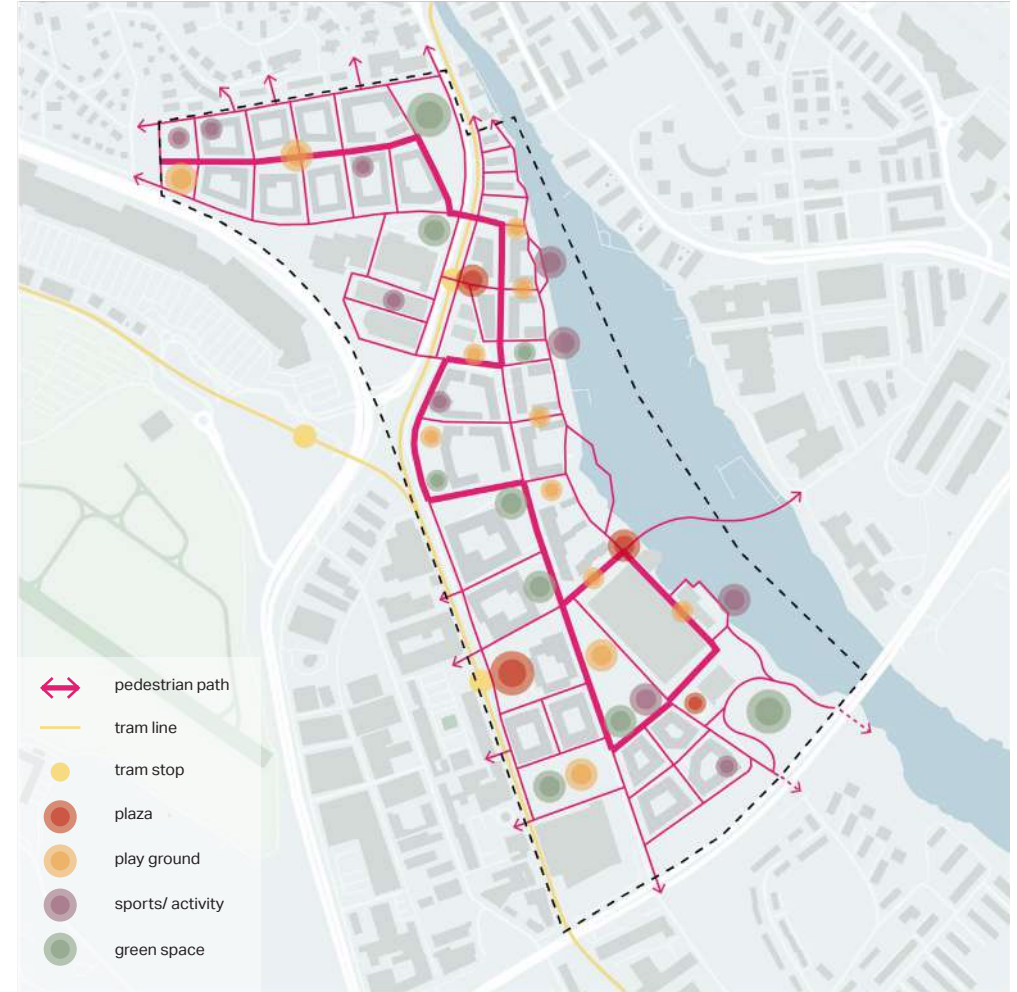 pedestrian path
tram line
tram stop
plaza
play ground
sports/ activity
green space